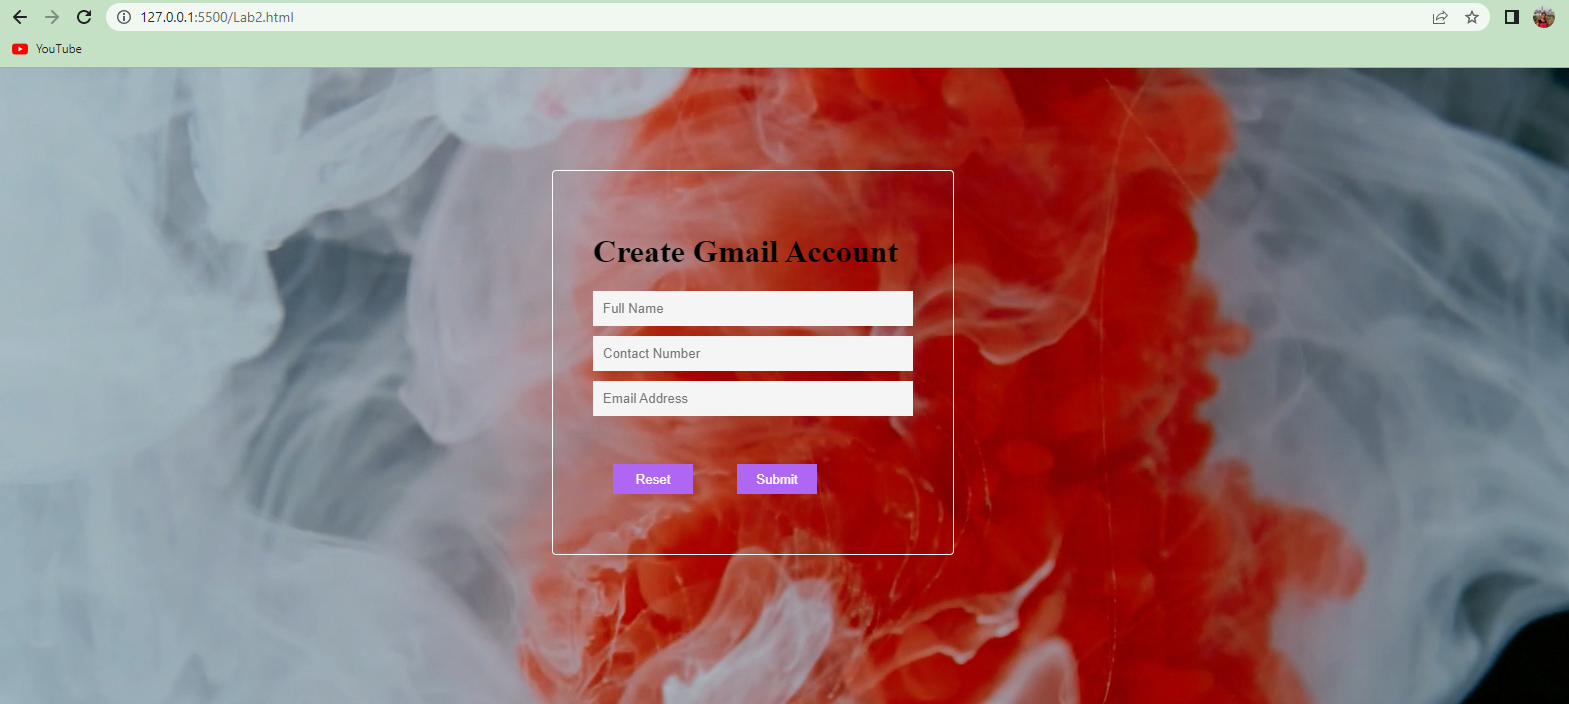 127.0.0.1:5500/Lab2.html
YouTube
Create Gmail Account
Full Name
Contact Number
Email Address
Reset Submit